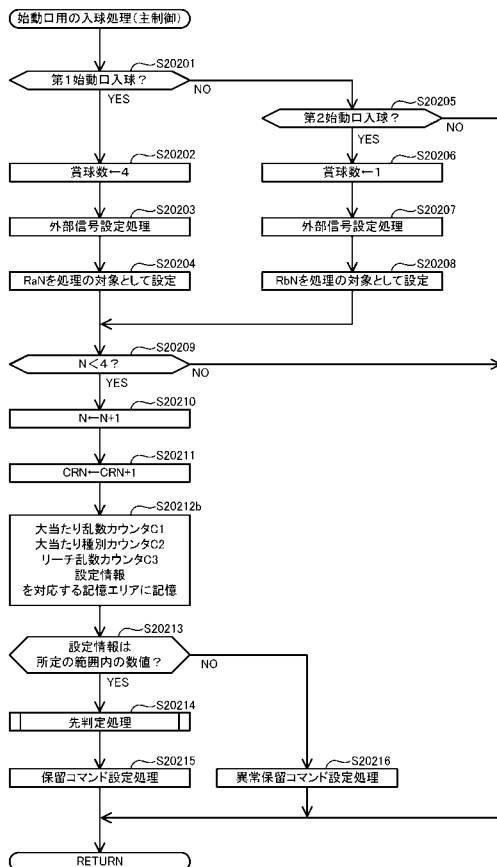 始動口用の入球処理(主制御)
S20201
第1始動口入球？
NO
YES
S20205
第2始動口入球？
NO
YES
S20202
賞球数←4
S20206
賞球数←1
S20203
外部信号設定処理
S20207
外部信号設定処理
S20204
RaNを処理の対象として設定
S20208
RbNを処理の対象として設定
S20209
N＜4？
NO
YES
S20210
N←N+1
S20211
CRN←CRN+1
S20212b
大当たり乱数カウンタC1
大当たり種別カウンタC2
リーチ乱数カウンタC3
設定情報
を対応する記憶エリアに記憶
S20213
設定情報は
所定の範囲内の数値？
NO
YES
S20214
先判定処理
S20215
保留コマンド設定処理
S20216
異常保留コマンド設定処理
RETURN